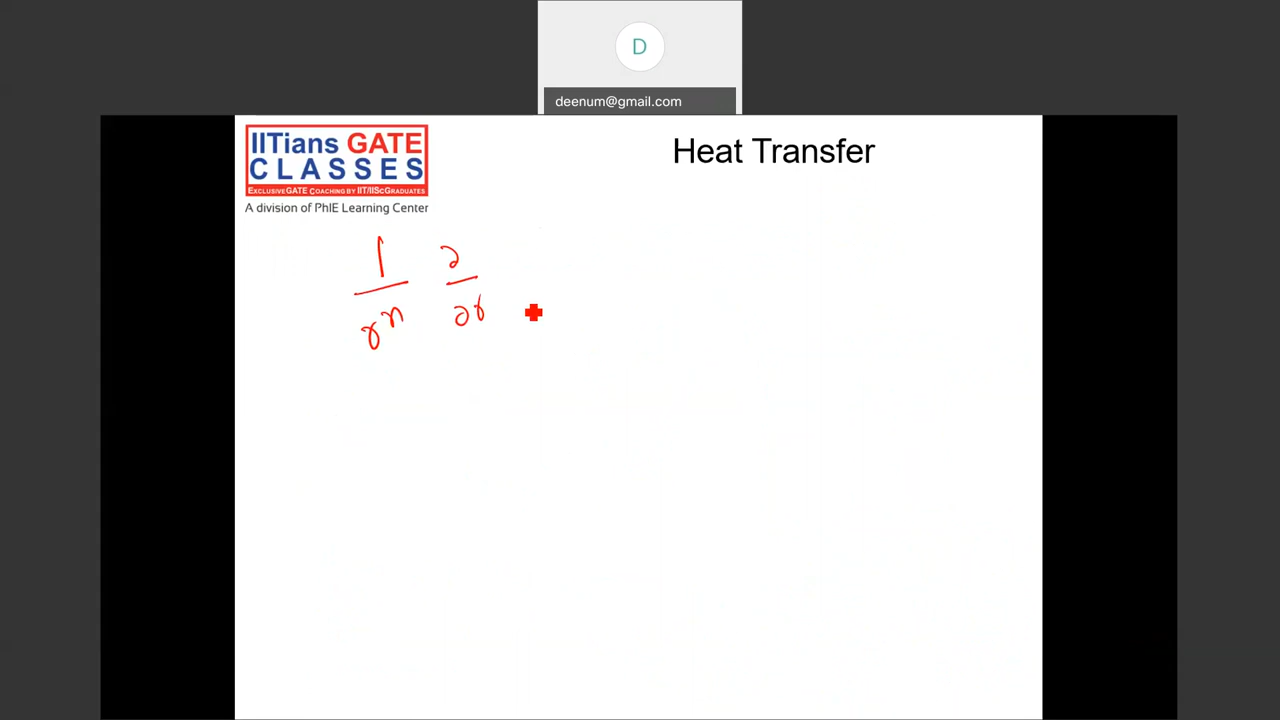 D
deenum@gmail.com
IITians GATE
CLASSES
EXCLUSIVE GATE COACHING BY IIT/IISc GRADUATES
A division of PhIE Learning Center
Heat Transfer
1 ∂
r^n ∂r